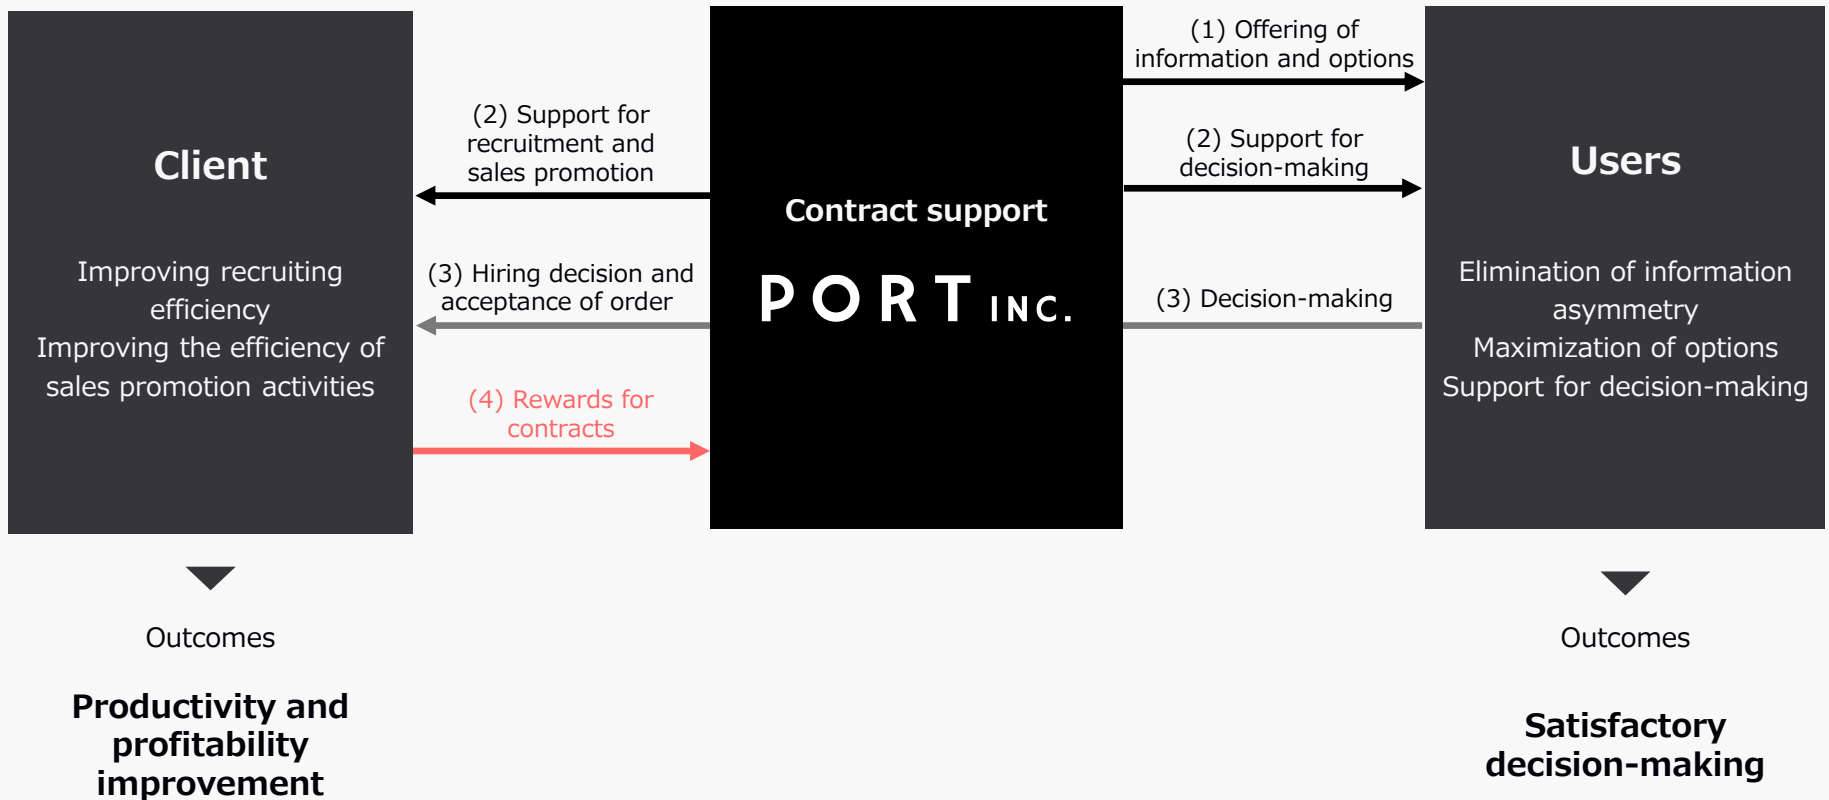 Client
Improving recruiting
efficiency
Improving the efficiency of
sales promotion activities
(2) Support for
recruitment and
sales promotion
(3) Hiring decision and
acceptance of order
(4) Rewards for
contracts
Contract support
PORT INC.
(1) Offering of
information and options
(2) Support for
decision-making
(3) Decision-making
Users
Elimination of information
asymmetry
Maximization of options
Support for decision-making
Outcomes
Productivity and
profitability
improvement
Outcomes
Satisfactory
decision-making